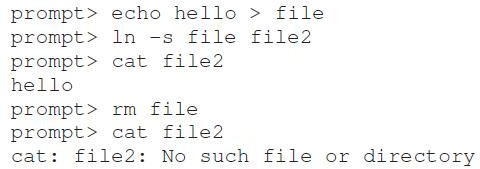 prompt> echo hello > file
prompt> ln -s file file2
prompt> cat file2
hello
prompt> rm file
prompt> cat file2
cat: file2: No such file or directory